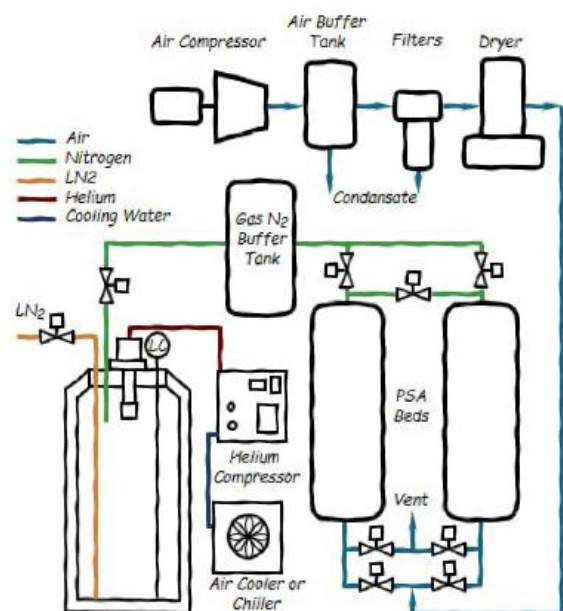 Air Compressor
Air Buffer
Tank
Filters
Dryer
Air
Nitrogen
LN2
Helium
Cooling Water
Condansate
Gas N2
Buffer
Tank
LN2
LC
PSA
Beds
Helium
Compressor
Vent
Air Cooler or
Chiller